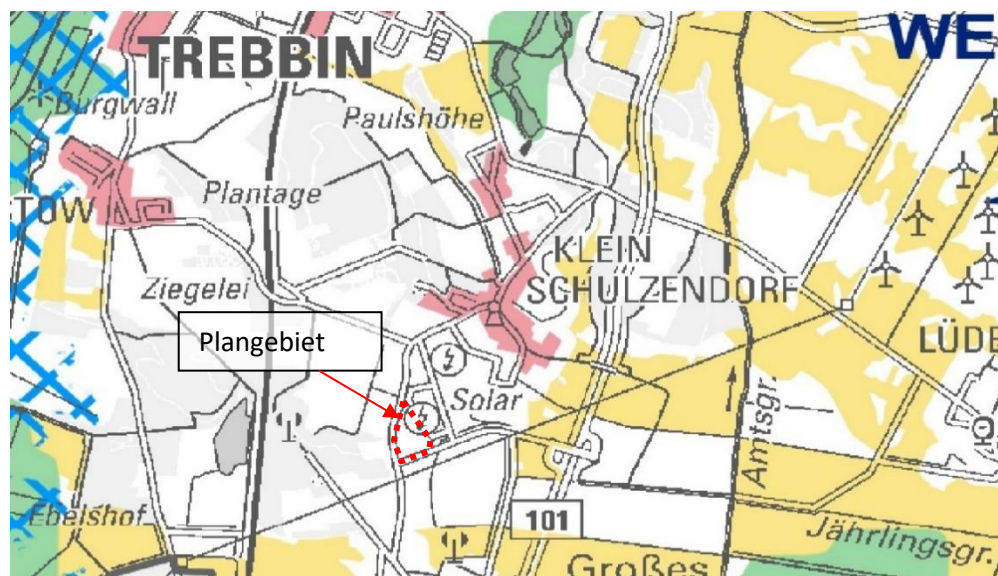 WE
TREBBIN
Burgwall
Paulshöhe
Plantage
TOW
KLEIN
SCHULZENDORF
Ziegelei
Plangebiet
LÜDE
Solar
Amtsgr.
Ebelshof
101
Jährlingsgr.
Großes